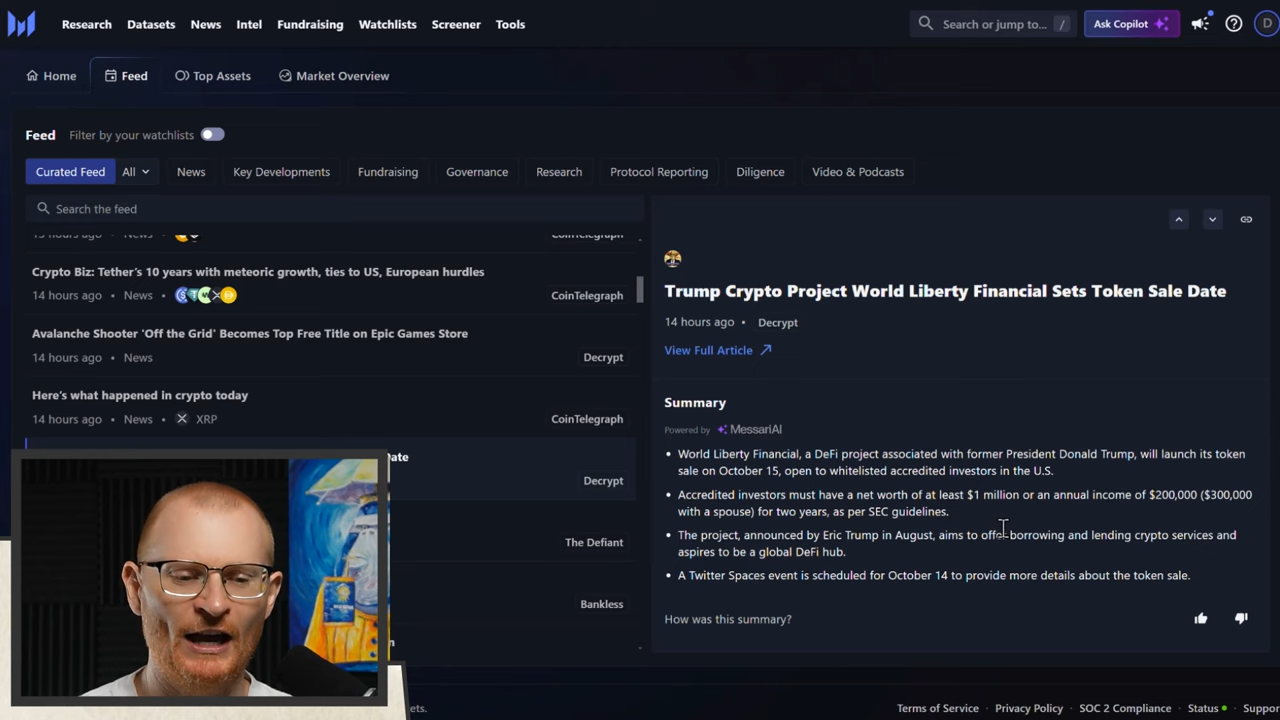 Research Datasets News Intel Fundraising Watchlists Screener Tools
Search or jump to... /
Ask Copilot
D
Home Feed Top Assets Market Overview
Feed Filter by your watchlists
Curated Feed All News Key Developments Fundraising Governance Research Protocol Reporting Diligence Video & Podcasts
Search the feed
13 hours ago • News CoinTelegraph
Crypto Biz: Tether's 10 years with meteoric growth, ties to US, European hurdles
14 hours ago • News CoinTelegraph
Avalanche Shooter 'Off the Grid' Becomes Top Free Title on Epic Games Store
14 hours ago • News Decrypt
Here's what happened in crypto today
14 hours ago • News XRP CoinTelegraph
Date
Decrypt
The Defiant
Bankless
Trump Crypto Project World Liberty Financial Sets Token Sale Date
14 hours ago • Decrypt
View Full Article
Summary
Powered by MessariAI
• World Liberty Financial, a DeFi project associated with former President Donald Trump, will launch its token
sale on October 15, open to whitelisted accredited investors in the U.S.
• Accredited investors must have a net worth of at least $1 million or an annual income of $200,000 ($300,000
with a spouse) for two years, as per SEC guidelines.
• The project, announced by Eric Trump in August, aims to offer borrowing and lending crypto services and
aspires to be a global DeFi hub.
• A Twitter Spaces event is scheduled for October 14 to provide more details about the token sale.
How was this summary?
Terms of Service Privacy Policy SOC 2 Compliance Status Suppor